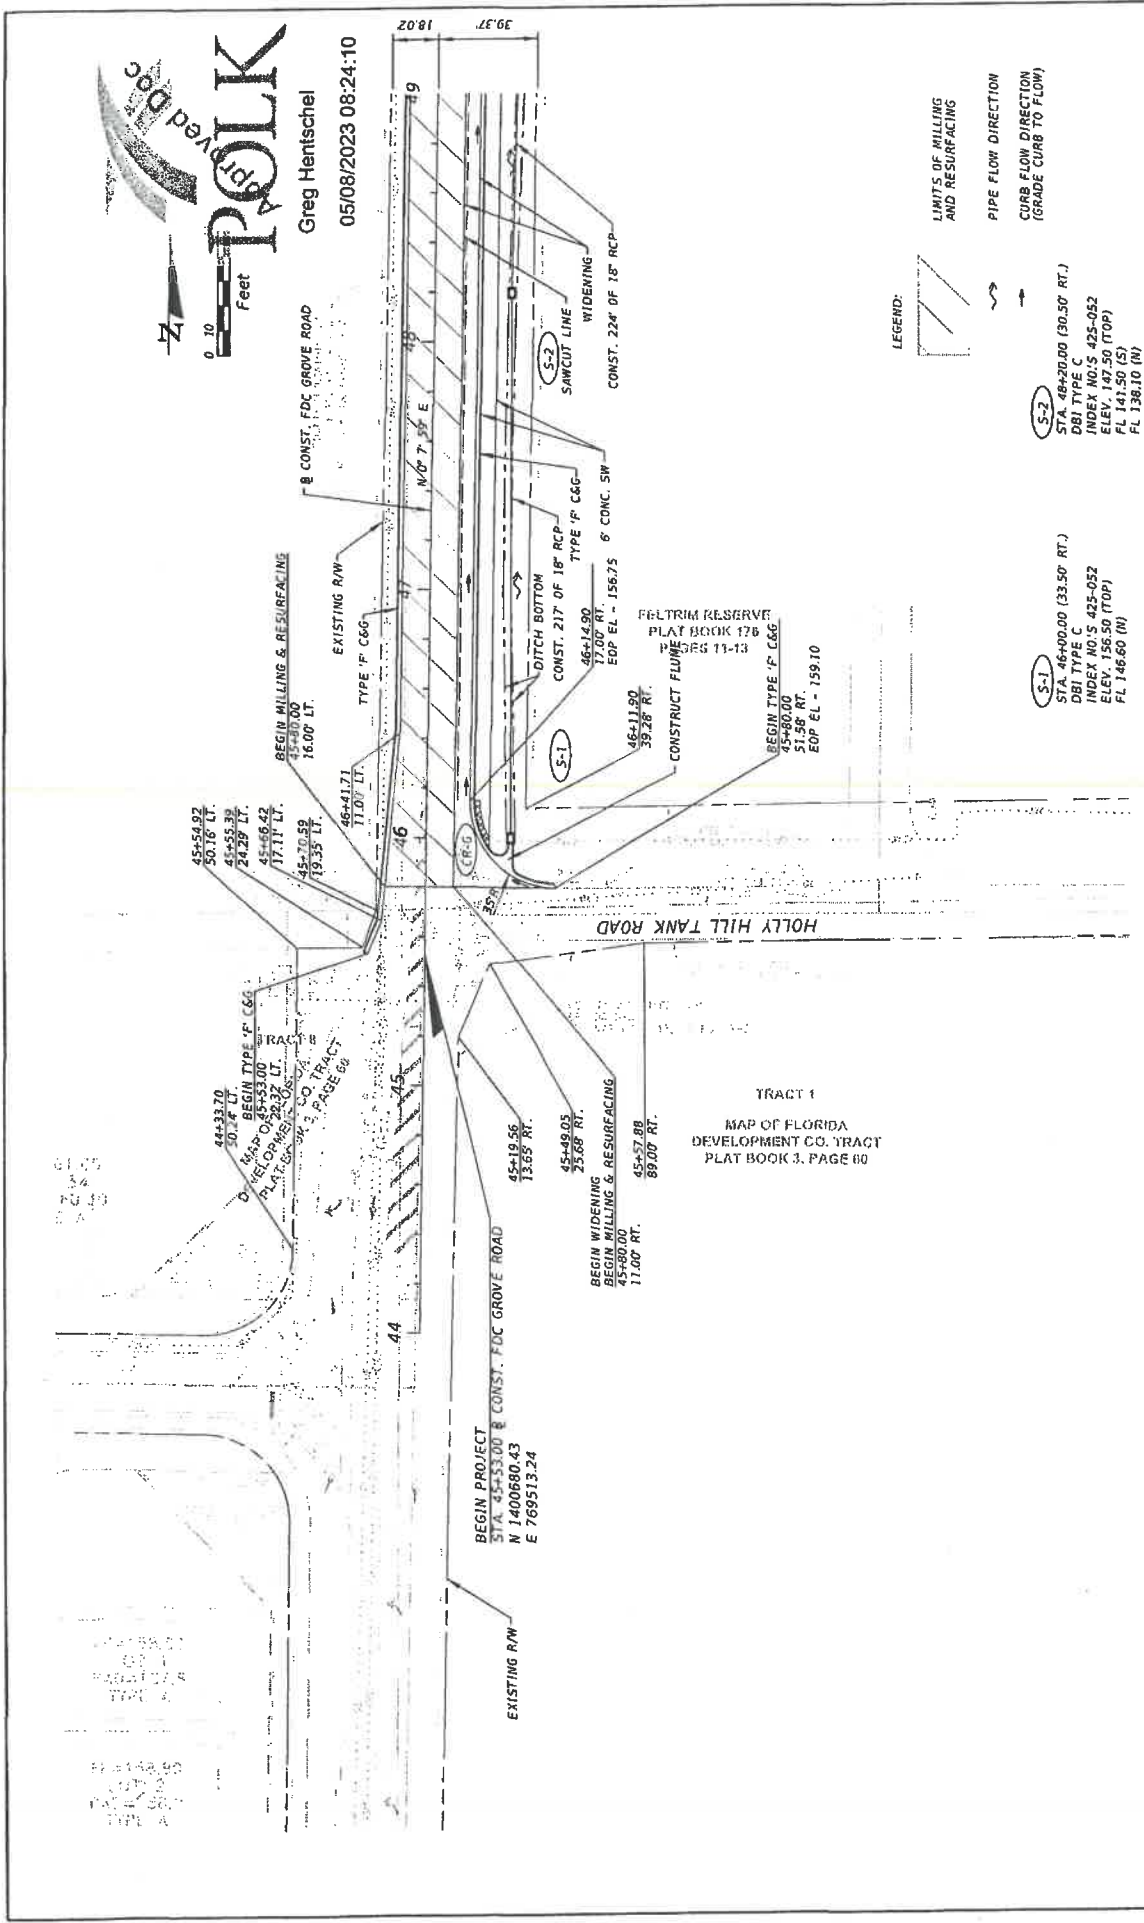 Approved Doc
POLK
Greg Hentschel
05/08/2023 08:24:10
Z
0 10
Feet
18.02'
39.37'
℄ CONST. FDC GROVE ROAD
N 0° 7' 59" E
BEGIN MILLING & RESURFACING
45+80.00
16.00' LT.
EXISTING R/W
TYPE 'F' C&G
46+41.71
11.00' LT.
45+54.92
50.16' LT.
45+55.39
24.29' LT.
45+66.42
17.11' LT.
45+70.59
19.35' LT.
44+33.70
50.24' LT.
BEGIN TYPE 'F' C&G
45+53.00
22.32' LT.
MAP OF FLORIDA
DEVELOPMENT CO. TRACT
PLAT BOOK 3, PAGE 60
44
45
46
47
48
49
S-2
SAWCUT LINE
WIDENING
CONST. 224' OF 18" RCP
6' CONC. SW
TYPE 'F' C&G
DITCH BOTTOM
CONST. 217' OF 18" RCP
46+14.90
17.00' RT.
EOP EL - 156.75
FELTRIM RESERVE
PLAT BOOK 176
PAGES 11-13
S-1
46+11.90
39.28' RT.
CONSTRUCT FLUME
BEGIN TYPE 'F' C&G
45+80.00
51.58' RT.
EOP EL - 159.10
CR-G
35'R
HOLLY HILL TANK ROAD
45+19.56
13.65' RT.
45+49.05
25.68' RT.
BEGIN WIDENING
BEGIN MILLING & RESURFACING
45+80.00
11.00' RT.
45+57.88
89.00' RT.
TRACT 1
MAP OF FLORIDA
DEVELOPMENT CO. TRACT
PLAT BOOK 3, PAGE 60
BEGIN PROJECT
STA. 45+53.00 ℄ CONST. FDC GROVE ROAD
N 1400680.43
E 769513.24
EXISTING R/W
LEGEND:
LIMITS OF MILLING
AND RESURFACING
PIPE FLOW DIRECTION
CURB FLOW DIRECTION
(GRADE CURB TO FLOW)
S-1
STA. 46+00.00 (33.50' RT.)
DBI TYPE C
INDEX NO.'S 425-052
ELEV. 156.50 (TOP)
FL 146.60 (N)
S-2
STA. 48+20.00 (30.50' RT.)
DBI TYPE C
INDEX NO.'S 425-052
ELEV. 147.50 (TOP)
FL 141.50 (S)
FL 138.10 (N)